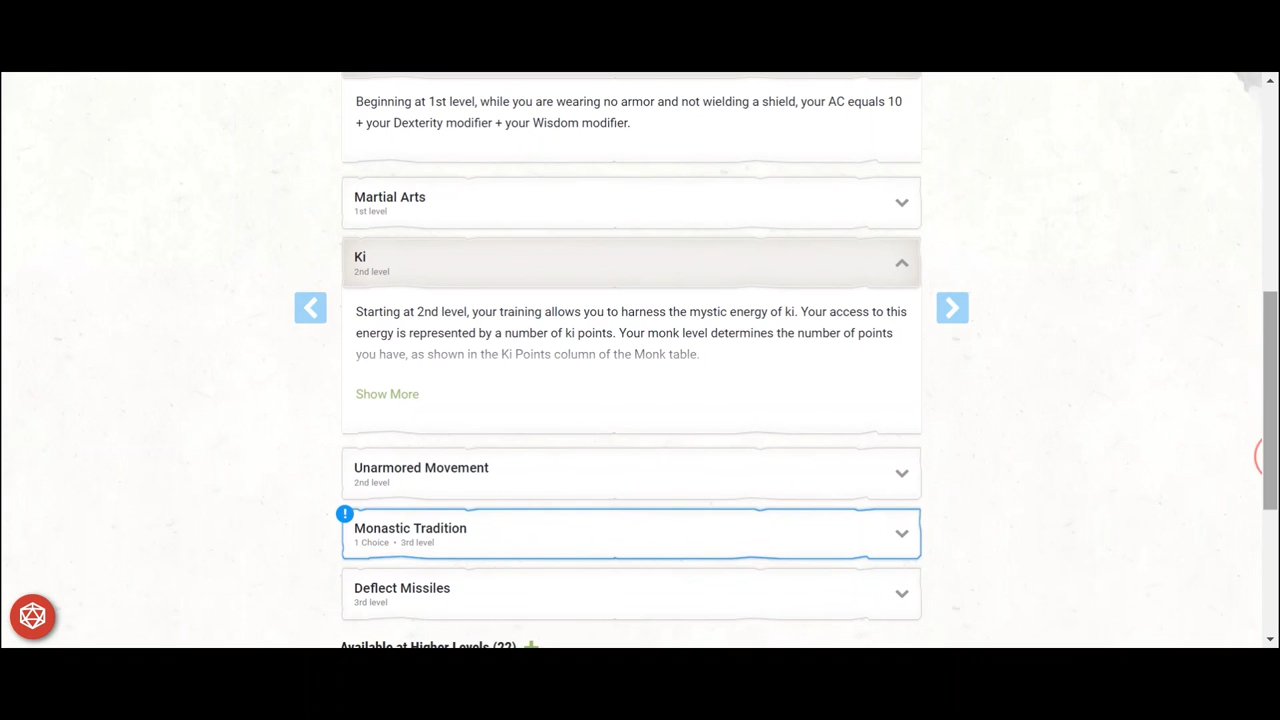 Beginning at 1st level, while you are wearing no armor and not wielding a shield, your AC equals 10
+ your Dexterity modifier + your Wisdom modifier.
Martial Arts
1st level
Ki
2nd level
Starting at 2nd level, your training allows you to harness the mystic energy of ki. Your access to this
energy is represented by a number of ki points. Your monk level determines the number of points
you have, as shown in the Ki Points column of the Monk table.
Show More
Unarmored Movement
2nd level
!
Monastic Tradition
1 Choice • 3rd level
Deflect Missiles
3rd level
Available at Higher Levels (22)